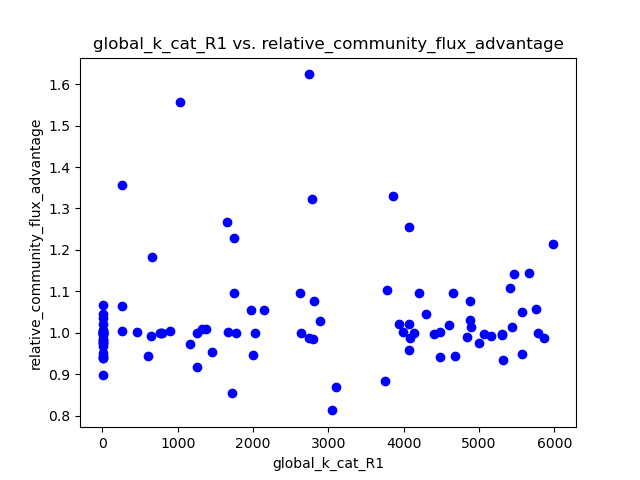 global_k_cat_R1 vs. relative_community_flux_advantage
relative_community_flux_advantage
1.6
1.5
1.4
1.3
1.2
1.1
1.0
0.9
0.8
0 1000 2000 3000 4000 5000 6000
global_k_cat_R1